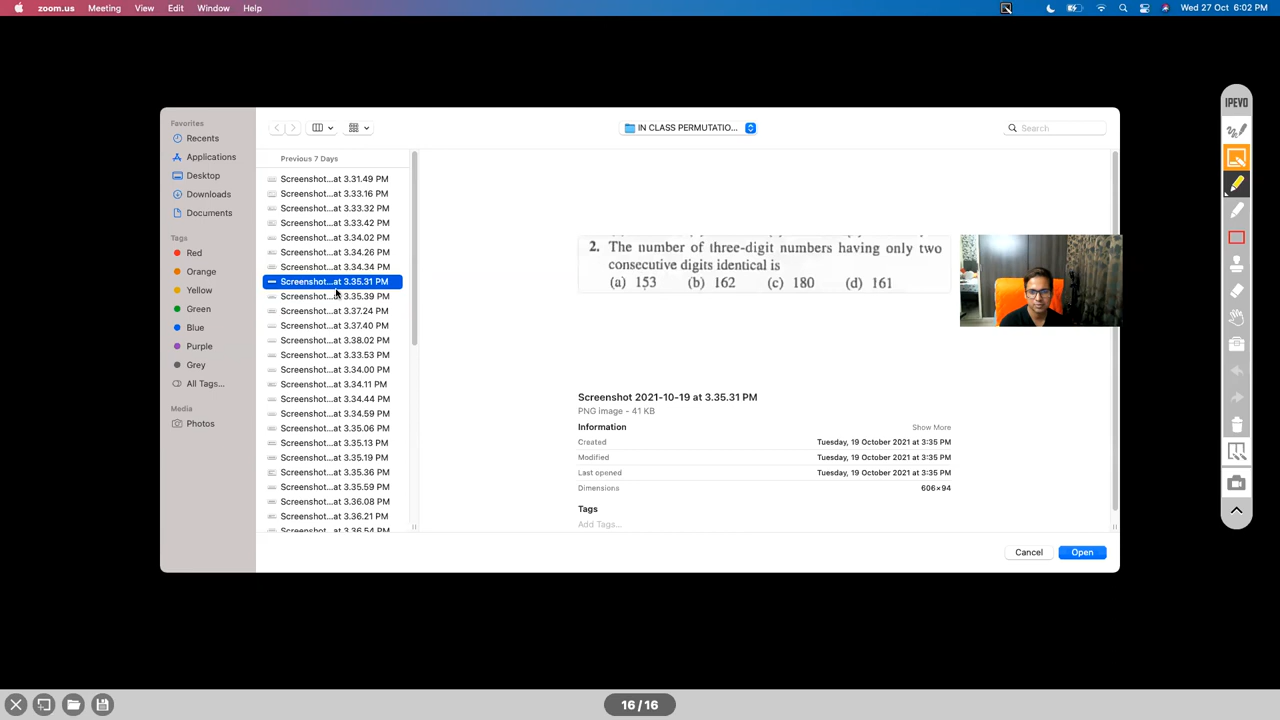 zoom.us Meeting View Edit Window Help
Wed 27 Oct 6:02 PM
IPEVO
Favorites
Recents
Applications
Desktop
Downloads
Documents
Tags
Red
Orange
Yellow
Green
Blue
Purple
Grey
All Tags...
Media
Photos
IN CLASS PERMUTATIO...
Search
Previous 7 Days
Screenshot...at 3.31.49 PM
Screenshot...at 3.33.16 PM
Screenshot...at 3.33.32 PM
Screenshot...at 3.33.42 PM
Screenshot...at 3.34.02 PM
Screenshot...at 3.34.26 PM
Screenshot...at 3.34.34 PM
Screenshot...at 3.35.31 PM
Screenshot...at 3.35.39 PM
Screenshot...at 3.37.24 PM
Screenshot...at 3.37.40 PM
Screenshot...at 3.38.02 PM
Screenshot...at 3.33.53 PM
Screenshot...at 3.34.00 PM
Screenshot...at 3.34.11 PM
Screenshot...at 3.34.44 PM
Screenshot...at 3.34.59 PM
Screenshot...at 3.35.06 PM
Screenshot...at 3.35.13 PM
Screenshot...at 3.35.19 PM
Screenshot...at 3.35.36 PM
Screenshot...at 3.35.59 PM
Screenshot...at 3.36.08 PM
Screenshot...at 3.36.21 PM
Screenshot...at 3.36.54 PM
2. The number of three-digit numbers having only two
consecutive digits identical is
(a) 153 (b) 162 (c) 180 (d) 161
Screenshot 2021-10-19 at 3.35.31 PM
PNG image - 41 KB
Information Show More
Created Tuesday, 19 October 2021 at 3:35 PM
Modified Tuesday, 19 October 2021 at 3:35 PM
Last opened Tuesday, 19 October 2021 at 3:35 PM
Dimensions 606×94
Tags
Add Tags...
Cancel Open
16 / 16